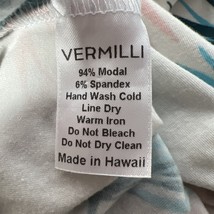 VERMILLI
94% Modal
6% Spandex
Hand Wash Cold
Line Dry
Warm Iron
Do Not Bleach
Do Not Dry Clean
Made in Hawaii